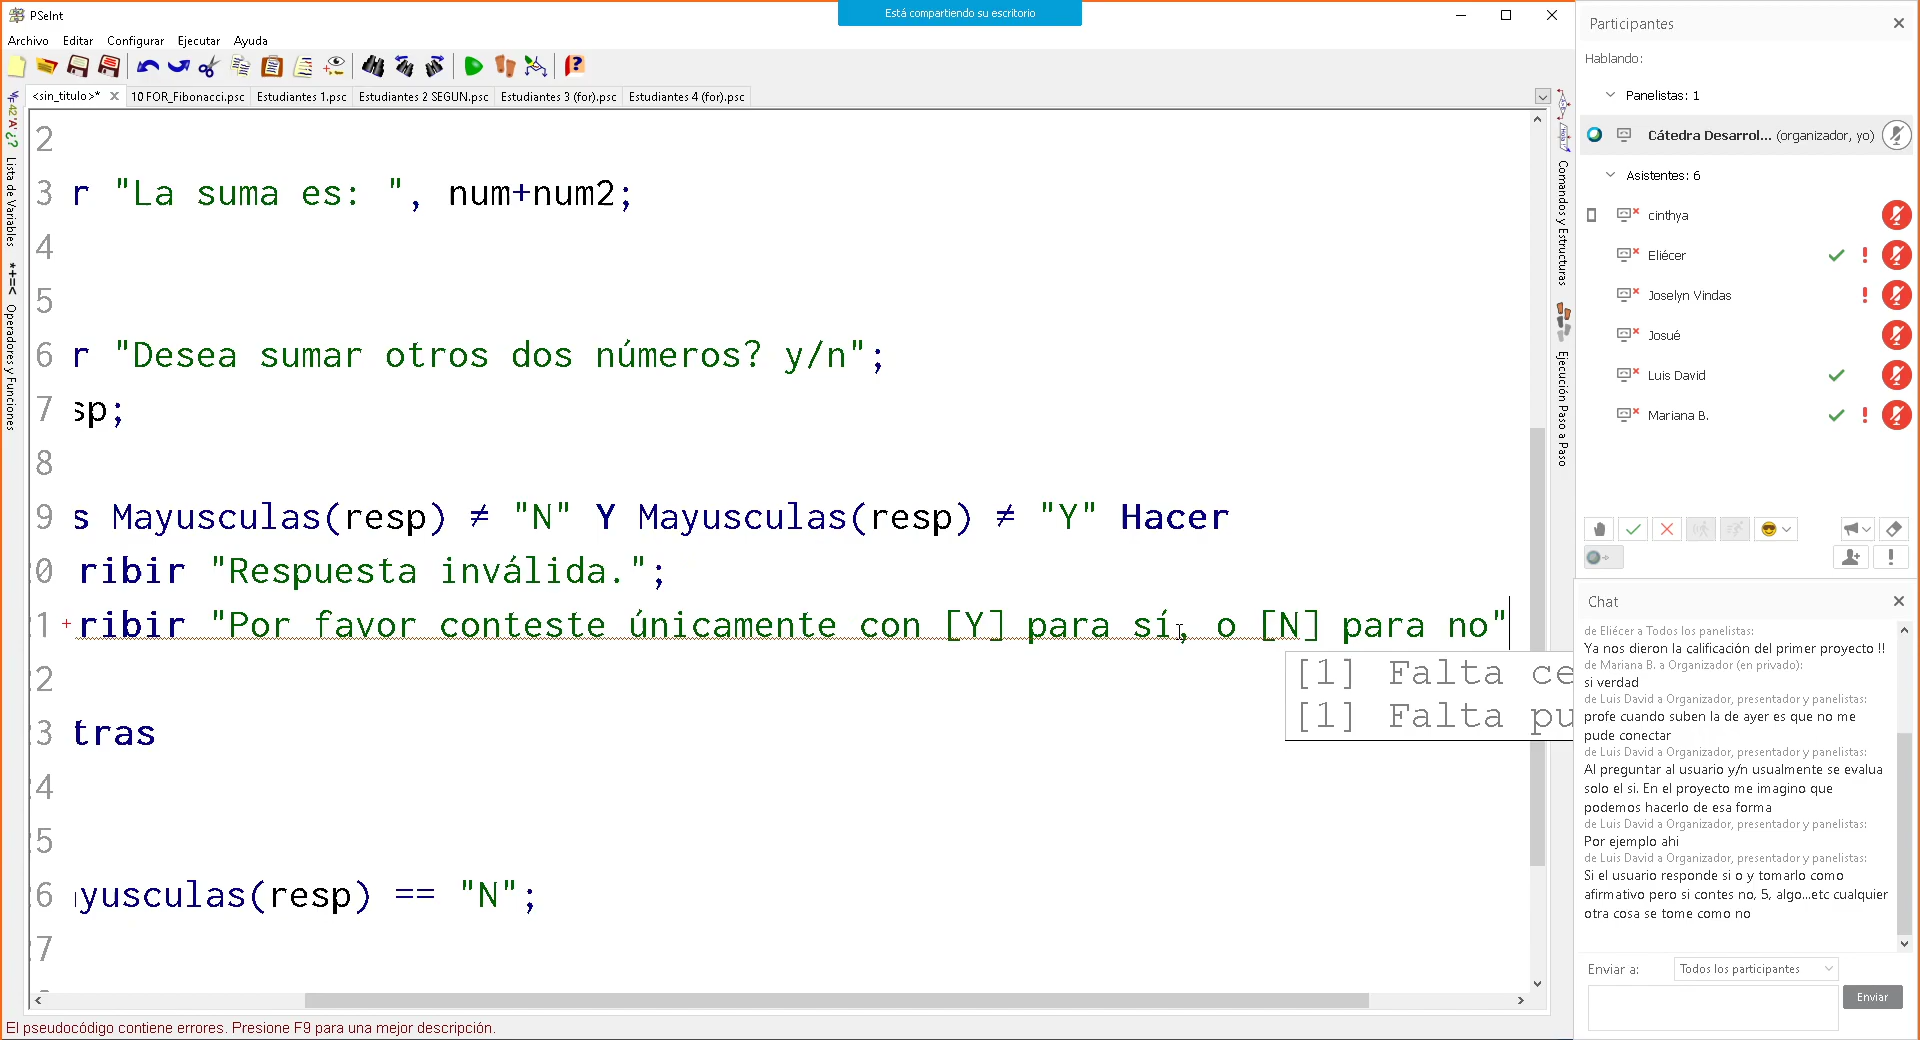 PSeInt
Está compartiendo su escritorio
Archivo Editar Configurar Ejecutar Ayuda
<sin_titulo>* 10 FOR_Fibonacci.psc Estudiantes 1.psc Estudiantes 2 SEGUN.psc Estudiantes 3 (for).psc Estudiantes 4 (for).psc
Lista de Variables
*+=< Operadores y Funciones
2
3 r "La suma es: ", num+num2;
4
5
6 r "Desea sumar otros dos números? y/n";
7 sp;
8
9 s Mayusculas(resp) ≠ "N" Y Mayusculas(resp) ≠ "Y" Hacer
0 ribir "Respuesta inválida.";
1 ribir "Por favor conteste únicamente con [Y] para sí, o [N] para no"
[1] Falta ce
[1] Falta pu
2
3 tras
4
5
6 yusculas(resp) == "N";
7
Comandos y Estructuras
Ejecución Paso a Paso
El pseudocódigo contiene errores. Presione F9 para una mejor descripción.
Participantes
Hablando:
Panelistas: 1
Cátedra Desarrol... (organizador, yo)
Asistentes: 6
cinthya
Eliécer
Joselyn Vindas
Josué
Luis David
Mariana B.
Chat
de Eliécer a Todos los panelistas:
Ya nos dieron la calificación del primer proyecto !!
de Mariana B. a Organizador (en privado):
si verdad
de Luis David a Organizador, presentador y panelistas:
profe cuando suben la de ayer es que no me
pude conectar
de Luis David a Organizador, presentador y panelistas:
Al preguntar al usuario y/n usualmente se evalua
solo el si. En el proyecto me imagino que
podemos hacerlo de esa forma
de Luis David a Organizador, presentador y panelistas:
Por ejemplo ahi
de Luis David a Organizador, presentador y panelistas:
Si el usuario responde si o y tomarlo como
afirmativo pero si contes no, 5, algo...etc cualquier
otra cosa se tome como no
Enviar a: Todos los participantes
Enviar